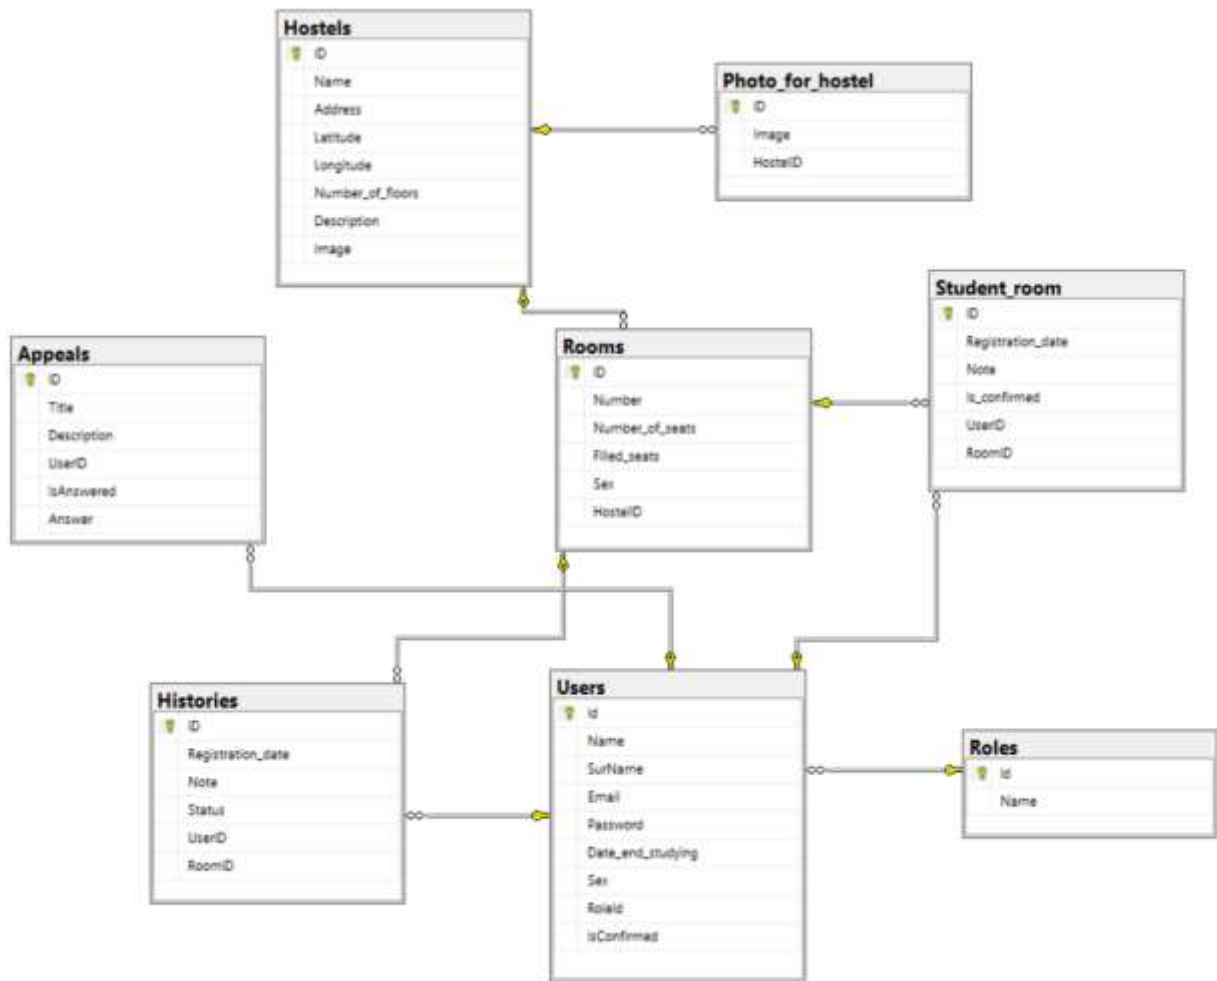 Hostels
ID
Name
Address
Latitude
Longitude
Number_of_floors
Description
Image
Photo_for_hostel
ID
Image
HostelID
Student_room
ID
Registration_date
Note
Is_confirmed
UserID
RoomID
Appeals
ID
Title
Description
UserID
IsAnswered
Answer
Rooms
ID
Number
Number_of_seats
Filled_seats
Sex
HostelID
Histories
ID
Registration_date
Note
Status
UserID
RoomID
Users
Id
Name
SurName
Email
Password
Date_end_studying
Sex
RoleId
IsConfirmed
Roles
Id
Name